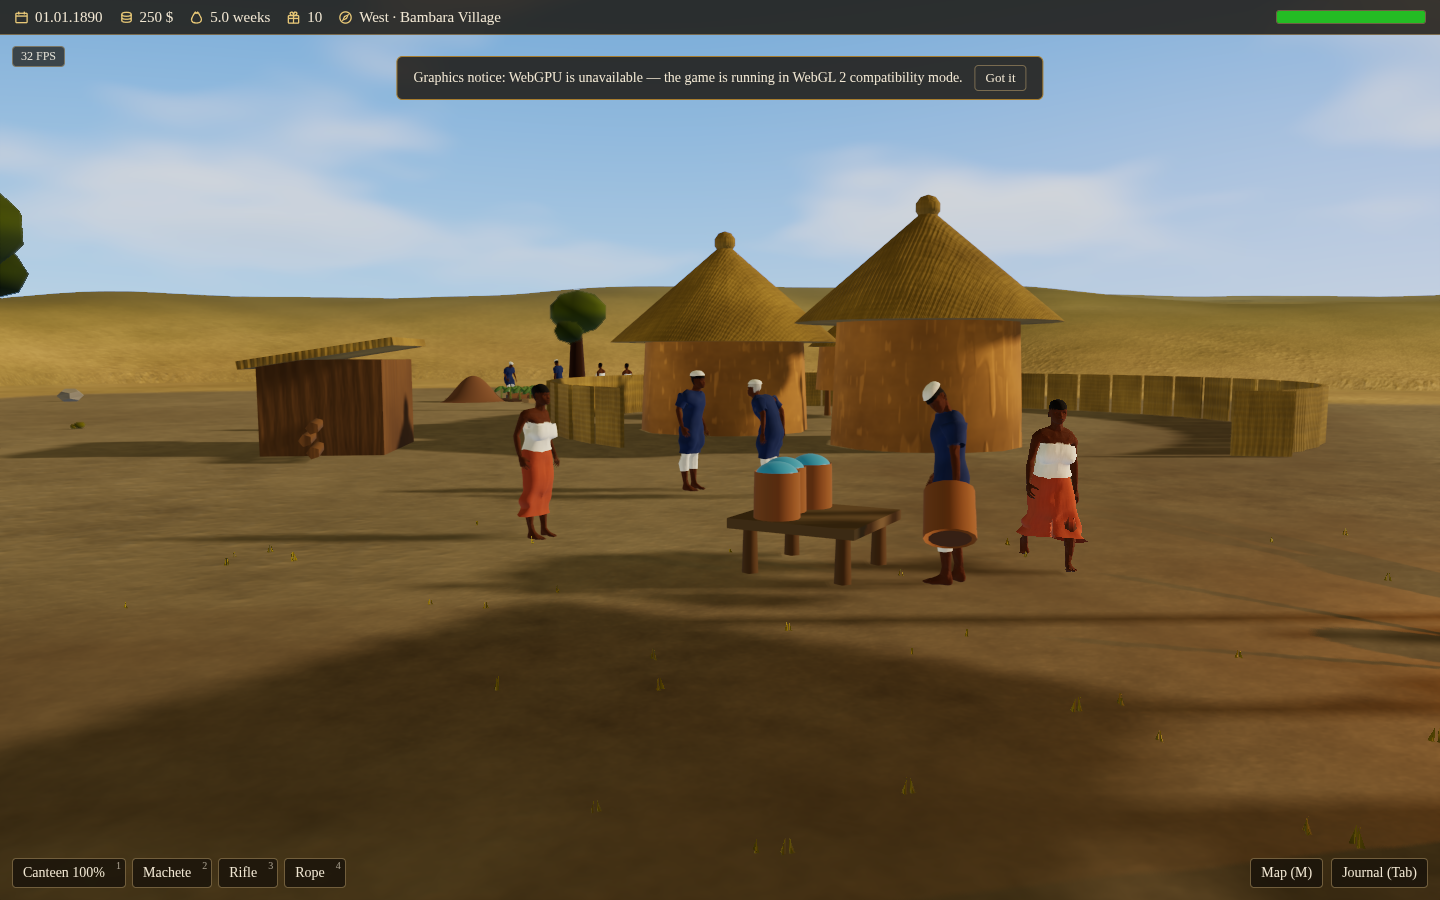 01.01.1890 250 $ 5.0 weeks 10 West · Bambara Village
32 FPS
Graphics notice: WebGPU is unavailable — the game is running in WebGL 2 compatibility mode. Got it
Canteen 100% 1 Machete 2 Rifle 3 Rope 4 Map (M) Journal (Tab)